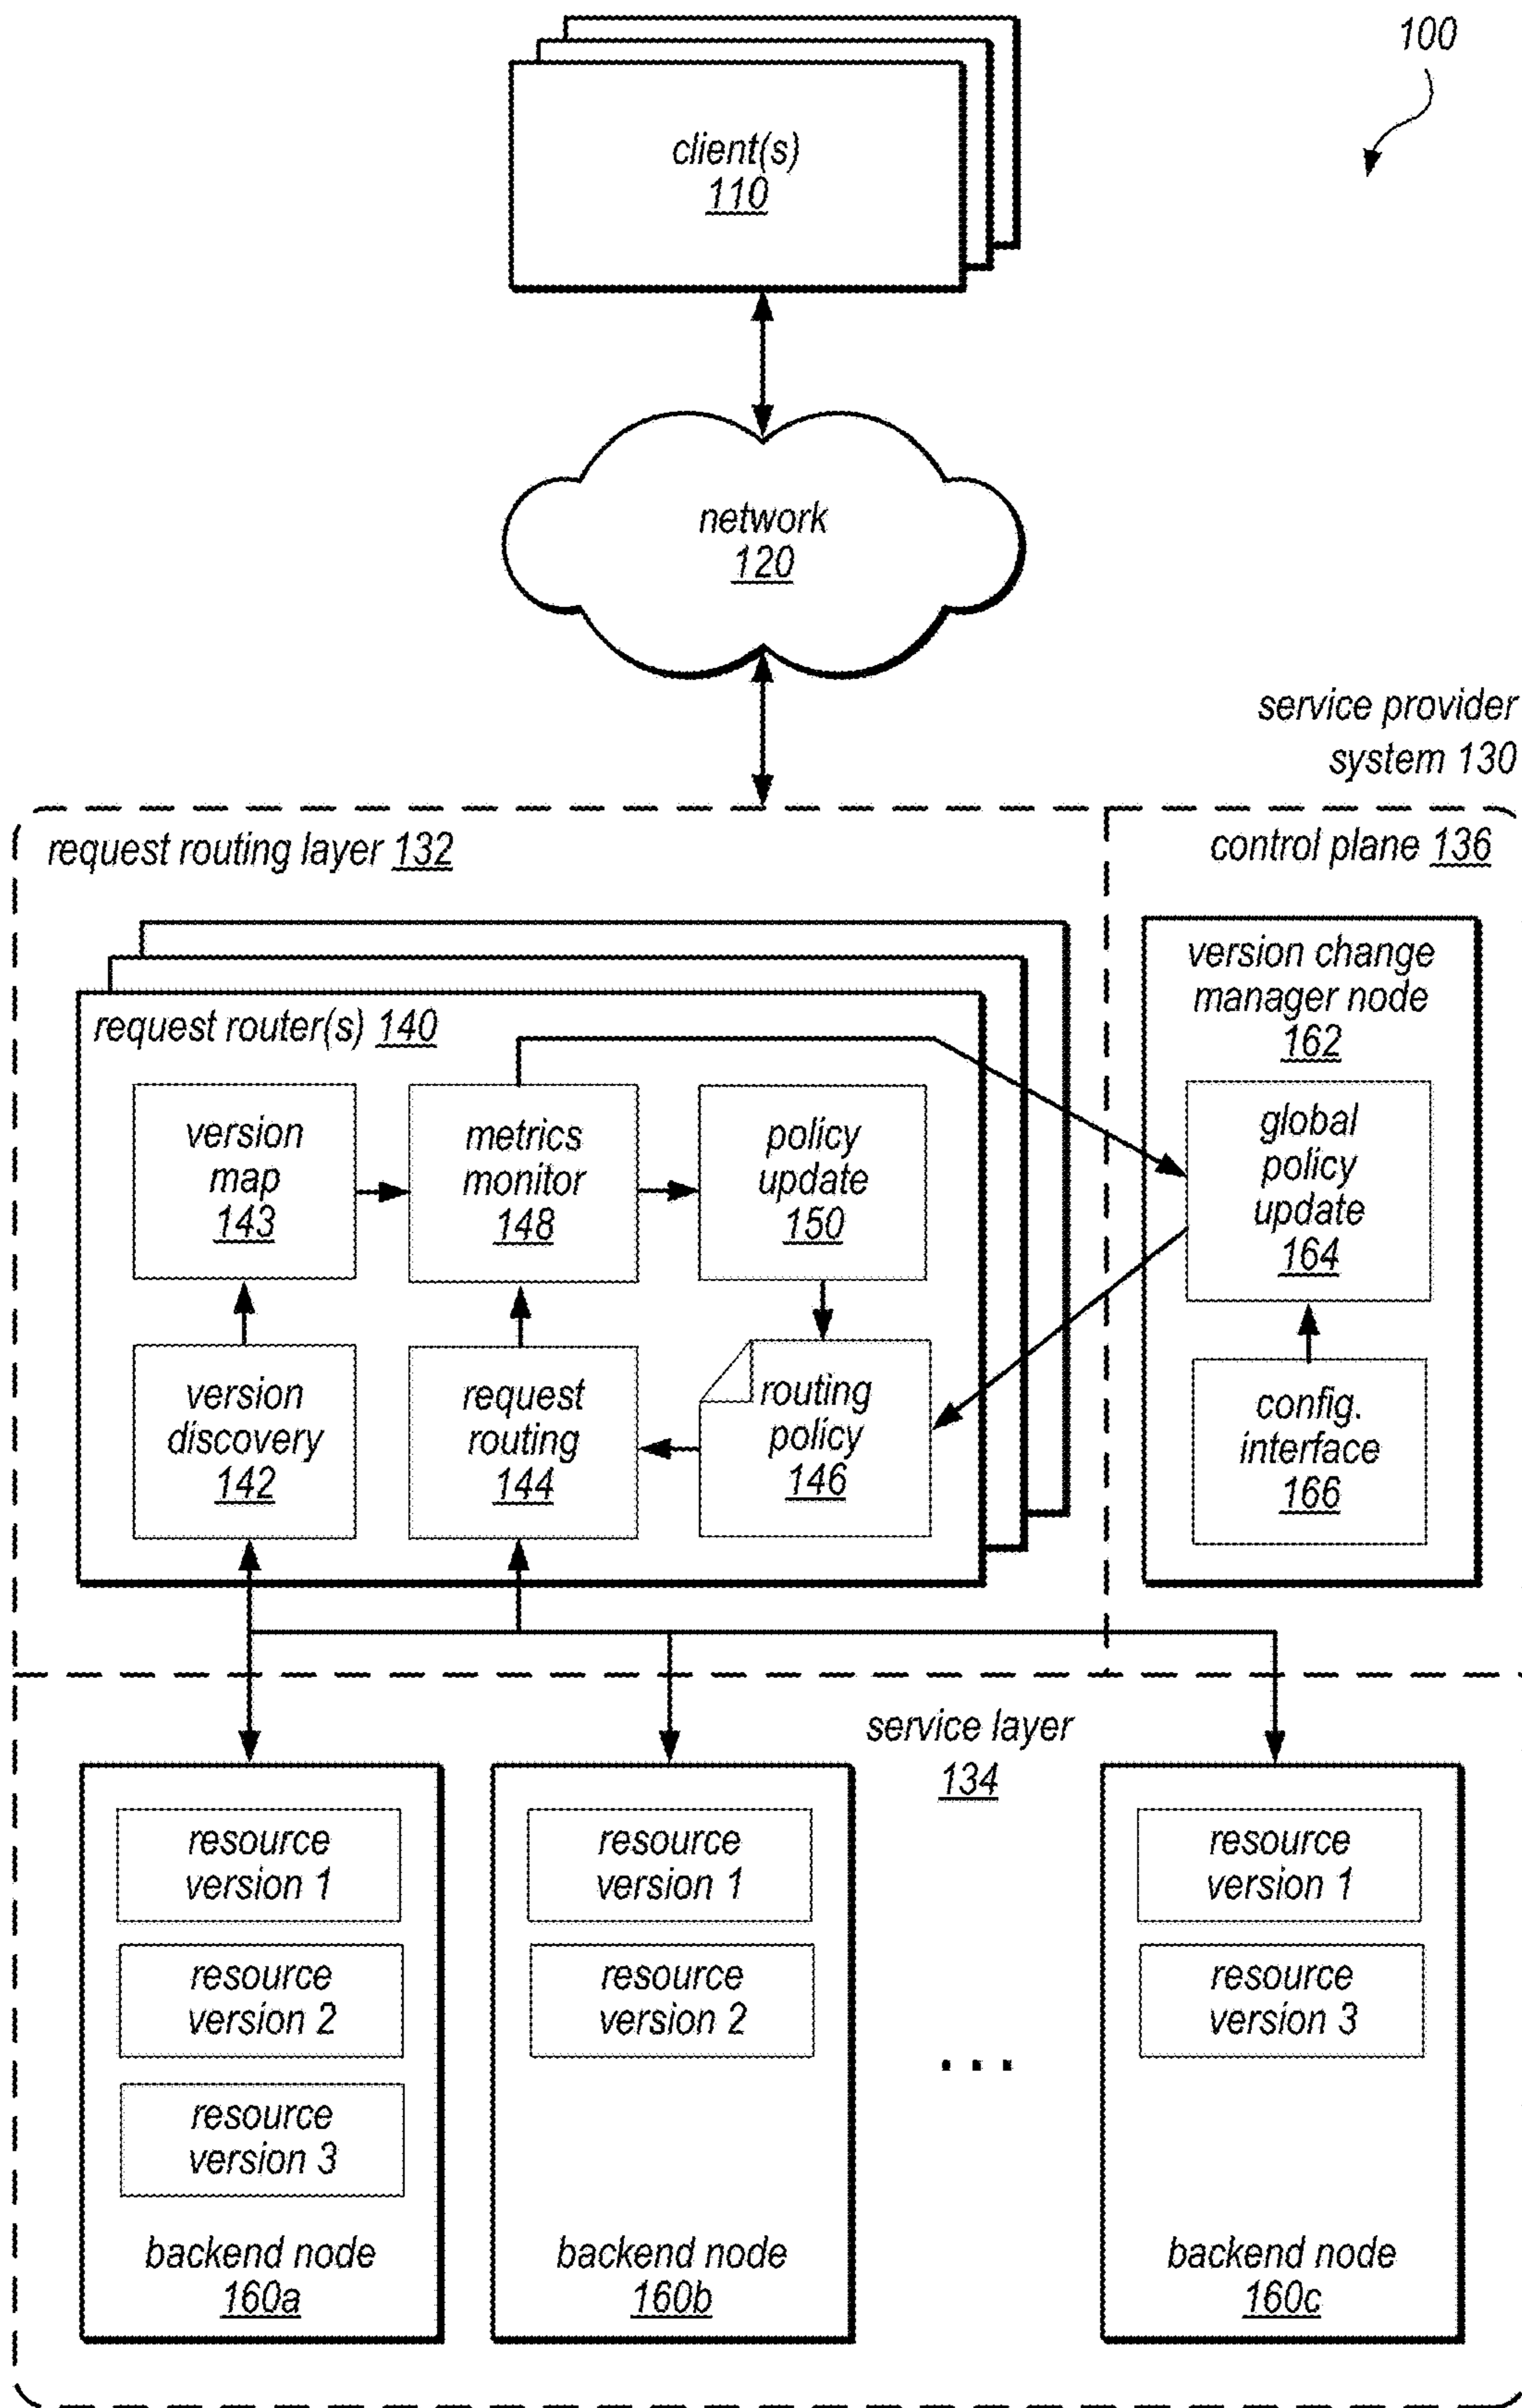 100
client(s)
110
network
120
service provider
system 130
request routing layer 132
control plane 136
version change
manager node
162
request router(s) 140
version
map
143
metrics
monitor
148
policy
update
150
global
policy
update
164
version
discovery
142
request
routing
144
routing
policy
146
config.
interface
166
service layer
134
resource
version 1
resource
version 2
resource
version 3
backend node
160a
resource
version 1
resource
version 2
backend node
160b
...
resource
version 1
resource
version 3
backend node
160c